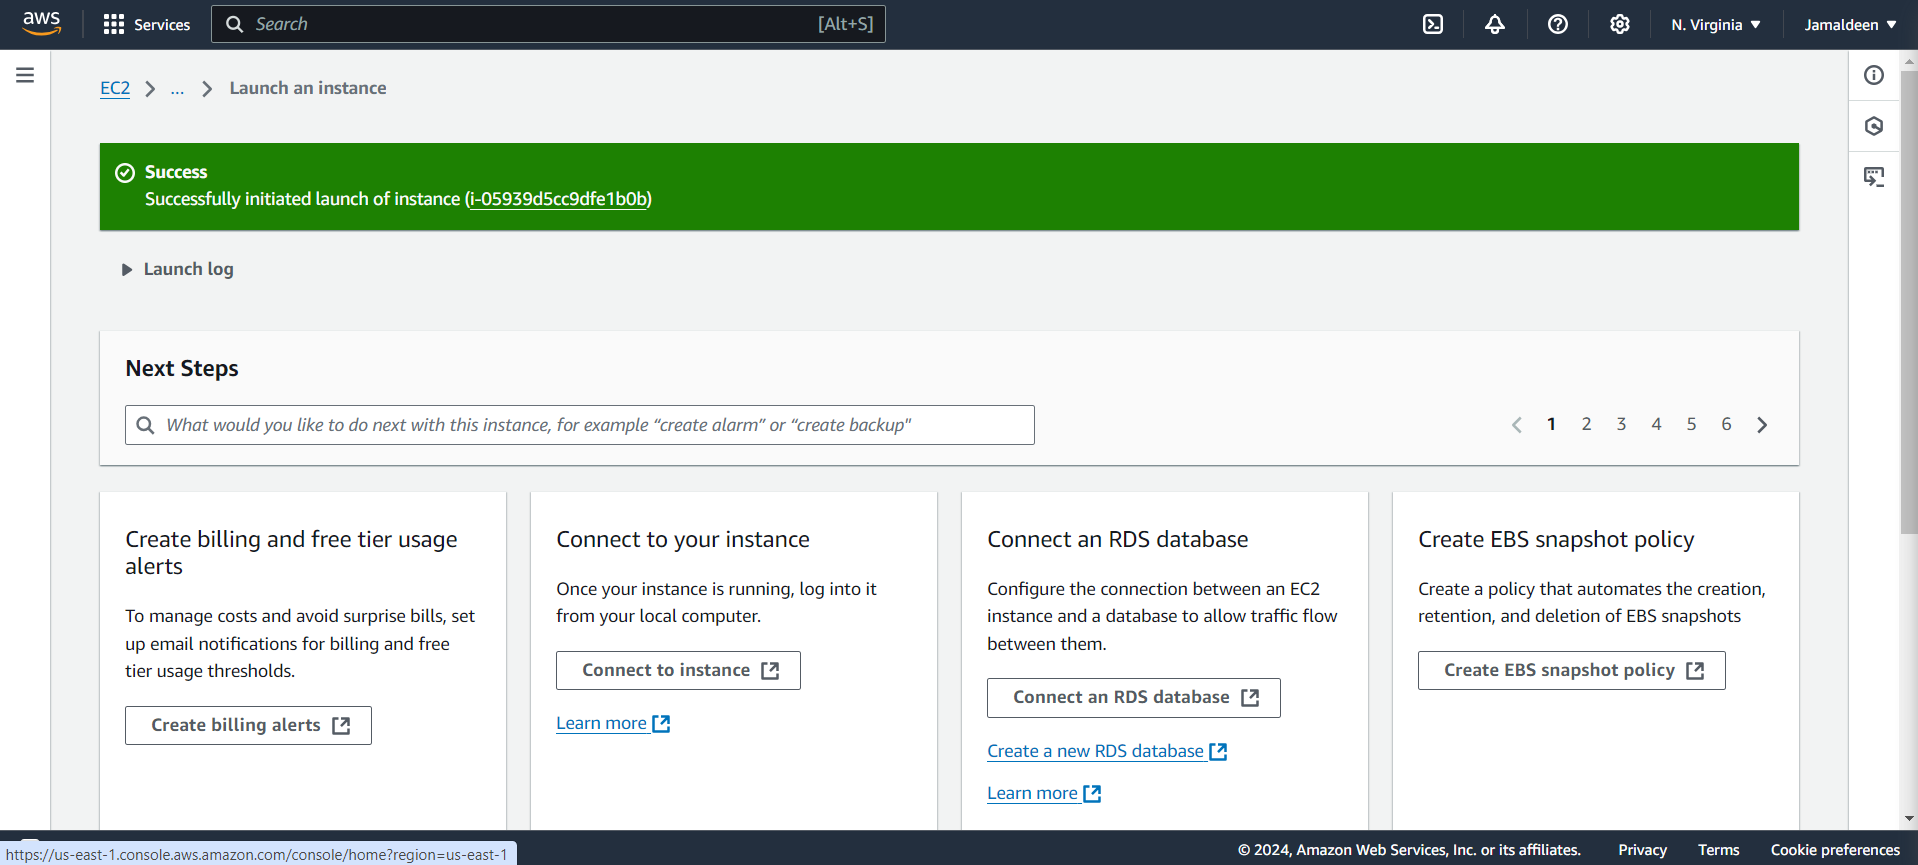 aws
Services
Search
[Alt+S]
N. Virginia
Jamaldeen
EC2
...
Launch an instance
Success
Successfully initiated launch of instance (i-05939d5cc9dfe1b0b)
Launch log
Next Steps
What would you like to do next with this instance, for example “create alarm” or “create backup"
1 2 3 4 5 6
Create billing and free tier usage
alerts
To manage costs and avoid surprise bills, set
up email notifications for billing and free
tier usage thresholds.
Create billing alerts
Connect to your instance
Once your instance is running, log into it
from your local computer.
Connect to instance
Learn more
Connect an RDS database
Configure the connection between an EC2
instance and a database to allow traffic flow
between them.
Connect an RDS database
Create a new RDS database
Learn more
Create EBS snapshot policy
Create a policy that automates the creation,
retention, and deletion of EBS snapshots
Create EBS snapshot policy
https://us-east-1.console.aws.amazon.com/console/home?region=us-east-1
© 2024, Amazon Web Services, Inc. or its affiliates.
Privacy
Terms
Cookie preferences